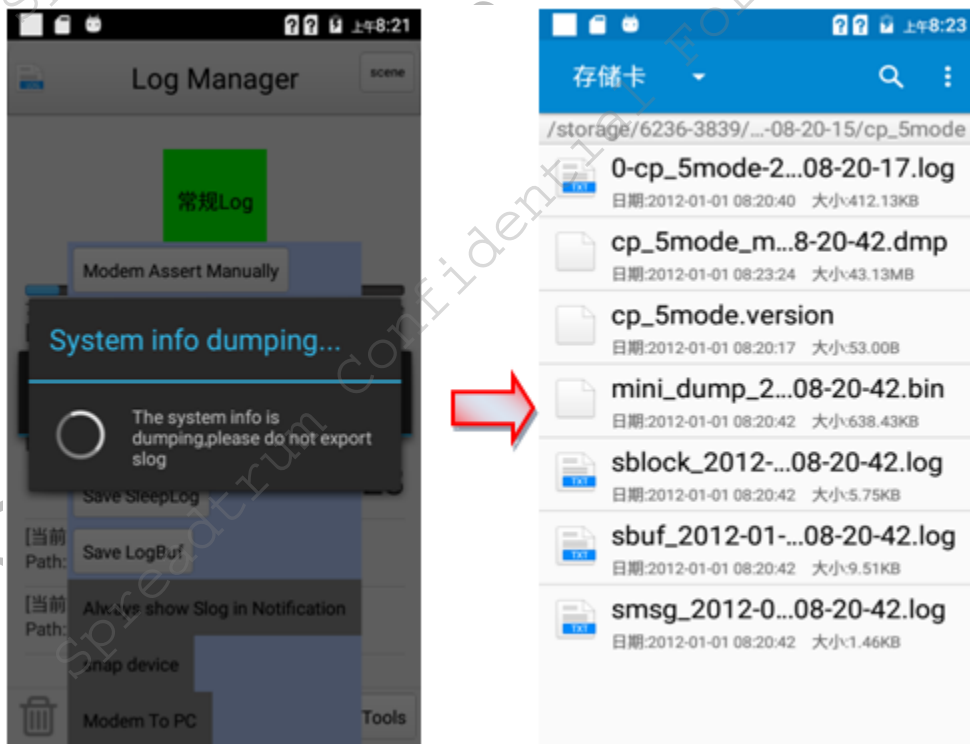 上午8:21
Log Manager
scene
常规Log
Modem Assert Manually
System info dumping...
The system info is
dumping,please do not export
slog
Save SleepLog
[当前
Path:
Save LogBuf
[当前
Path:
Always show Slog in Notification
snap device
Modem To PC
Tools
上午8:23
存储卡
/storage/6236-3839/...-08-20-15/cp_5mode
0-cp_5mode-2...08-20-17.log
日期:2012-01-01 08:20:40 大小:412.13KB
cp_5mode_m...8-20-42.dmp
日期:2012-01-01 08:23:24 大小:43.13MB
cp_5mode.version
日期:2012-01-01 08:20:17 大小:53.00B
mini_dump_2...08-20-42.bin
日期:2012-01-01 08:20:42 大小:638.43KB
sblock_2012-...08-20-42.log
TXT
日期:2012-01-01 08:20:42 大小:5.75KB
sbuf_2012-01-...08-20-42.log
TXT
日期:2012-01-01 08:20:42 大小:9.51KB
smsg_2012-0...08-20-42.log
TXT
日期:2012-01-01 08:20:42 大小:1.46KB
Spreadtrum Confidential